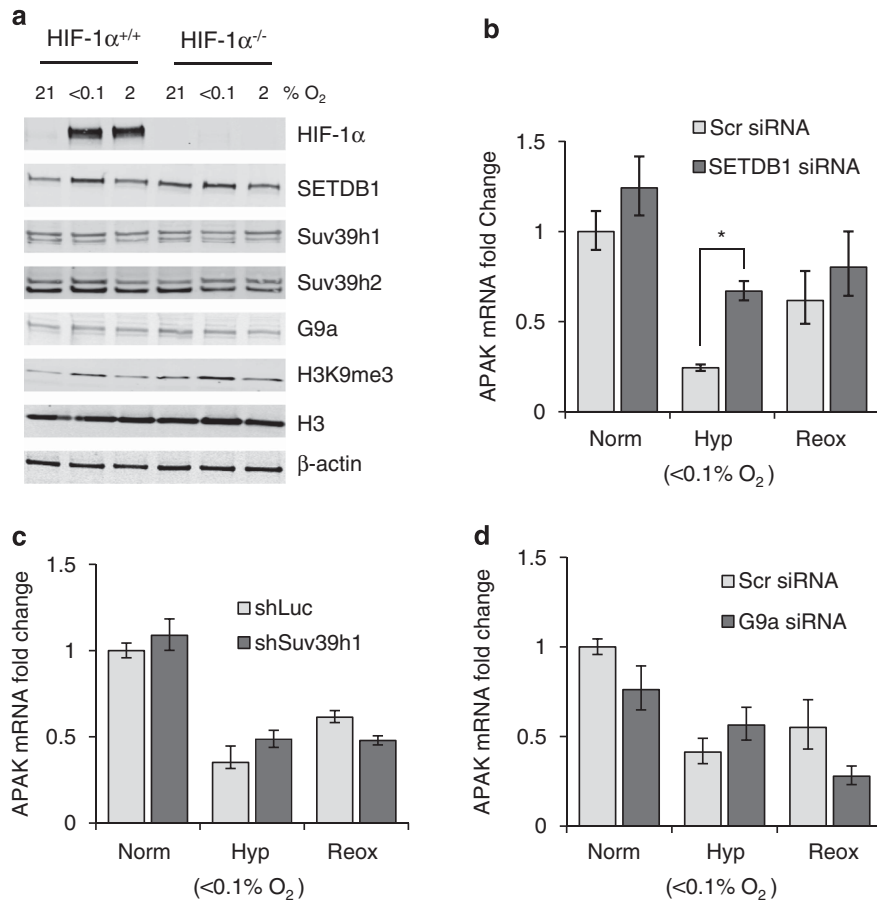 a
HIF-1α+/+ HIF-1α-/-
21 <0.1 2 21 <0.1 2 % O2
HIF-1α
SETDB1
Suv39h1
Suv39h2
G9a
H3K9me3
H3
β-actin
b
APAK mRNA fold Change
1.5
1
0.5
0
Scr siRNA
SETDB1 siRNA
*
Norm Hyp Reox
(<0.1% O2)
c
APAK mRNA fold change
1.5
1
0.5
0
shLuc
shSuv39h1
Norm Hyp Reox
(<0.1% O2)
d
APAK mRNA fold change
1.5
1
0.5
0
Scr siRNA
G9a siRNA
Norm Hyp Reox
(<0.1% O2)